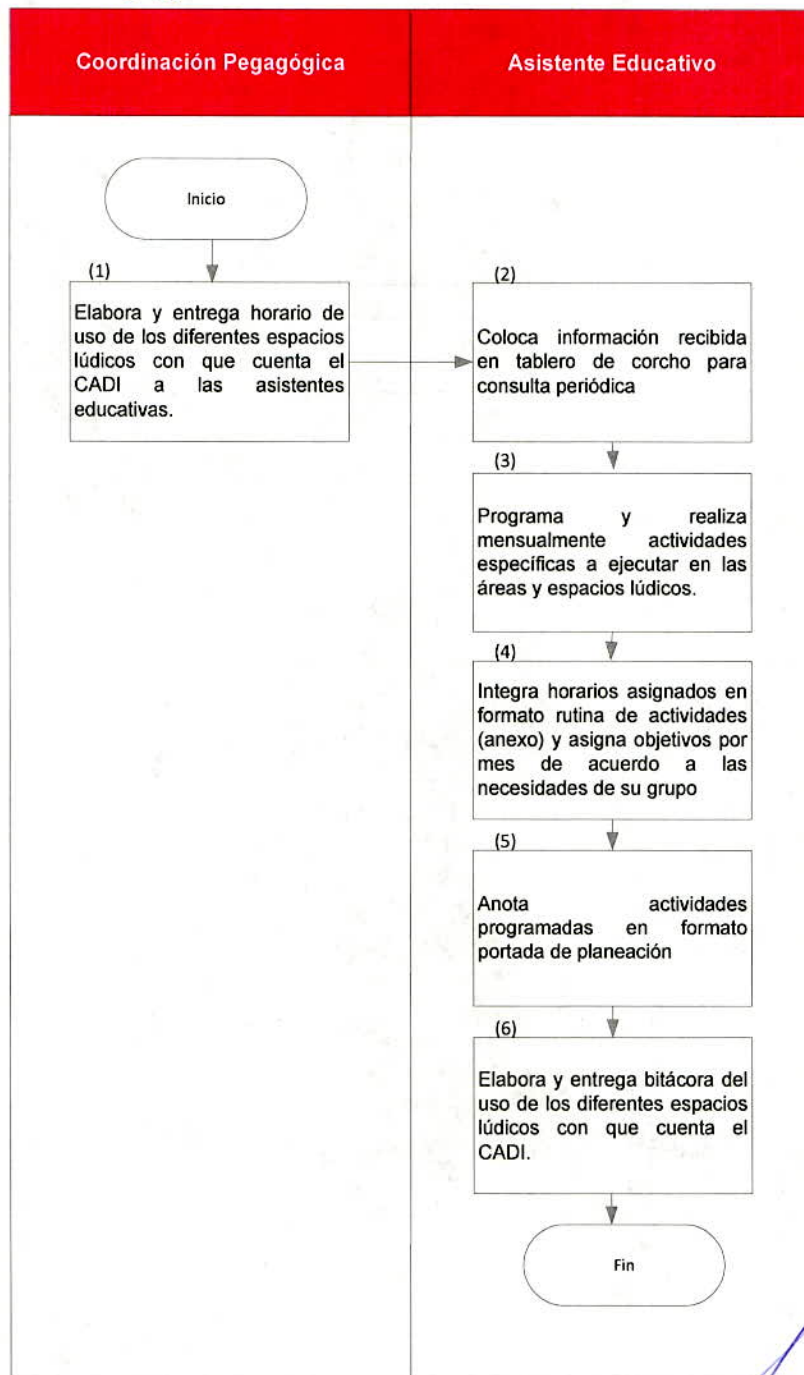 Coordinación Pegagógica
Asistente Educativo
Inicio
(1)
Elabora y entrega horario de
uso de los diferentes espacios
lúdicos con que cuenta el
CADI a las asistentes
educativas.
(2)
Coloca información recibida
en tablero de corcho para
consulta periódica
(3)
Programa y realiza
mensualmente actividades
específicas a ejecutar en las
áreas y espacios lúdicos.
(4)
Integra horarios asignados en
formato rutina de actividades
(anexo) y asigna objetivos por
mes de acuerdo a las
necesidades de su grupo
(5)
Anota actividades
programadas en formato
portada de planeación
(6)
Elabora y entrega bitácora del
uso de los diferentes espacios
lúdicos con que cuenta el
CADI.
Fin